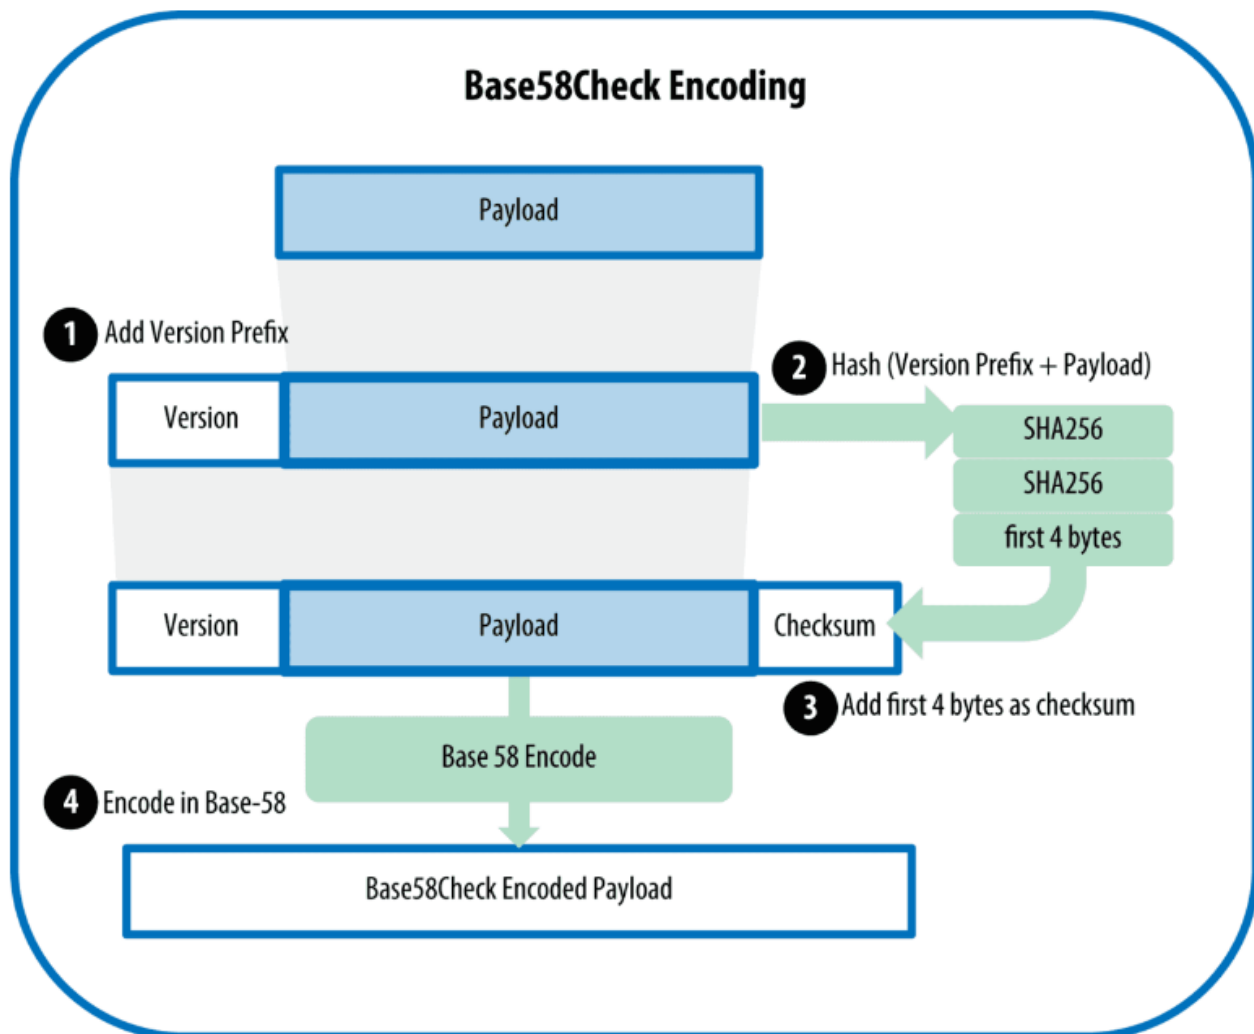 Base58Check Encoding
Payload
1 Add Version Prefix
2 Hash (Version Prefix + Payload)
Version
Payload
SHA256
SHA256
first 4 bytes
Version
Payload
Checksum
3 Add first 4 bytes as checksum
Base 58 Encode
4 Encode in Base-58
Base58Check Encoded Payload